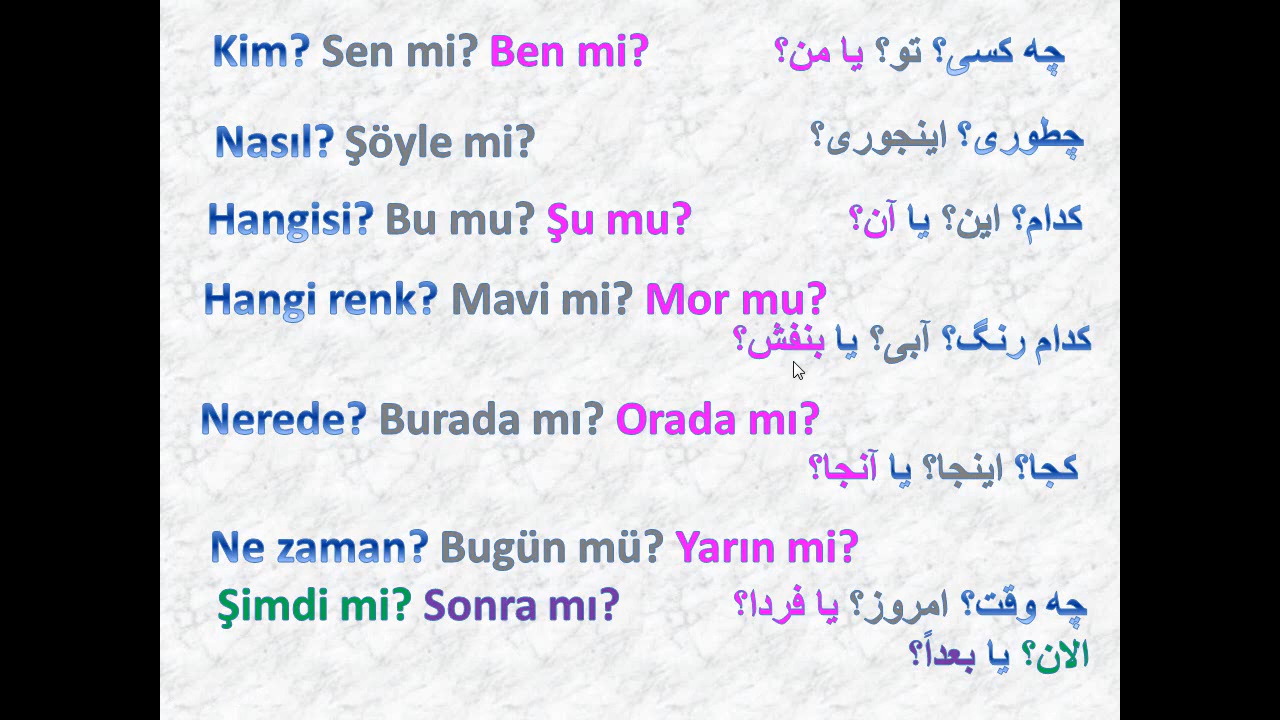 Kim? Sen mi? Ben mi?
چه کسی؟ تو؟ یا من؟
Nasıl? Şöyle mi?
چطوری؟ اینجوری؟
Hangisi? Bu mu? Şu mu?
کدام؟ این؟ یا آن؟
Hangi renk? Mavi mi? Mor mu?
کدام رنگ؟ آبی؟ یا بنفش؟
Nerede? Burada mı? Orada mı?
کجا؟ اینجا؟ یا آنجا؟
Ne zaman? Bugün mü? Yarın mi?
Şimdi mi? Sonra mı?
چه وقت؟ امروز؟ یا فردا؟
الان؟ یا بعداً؟